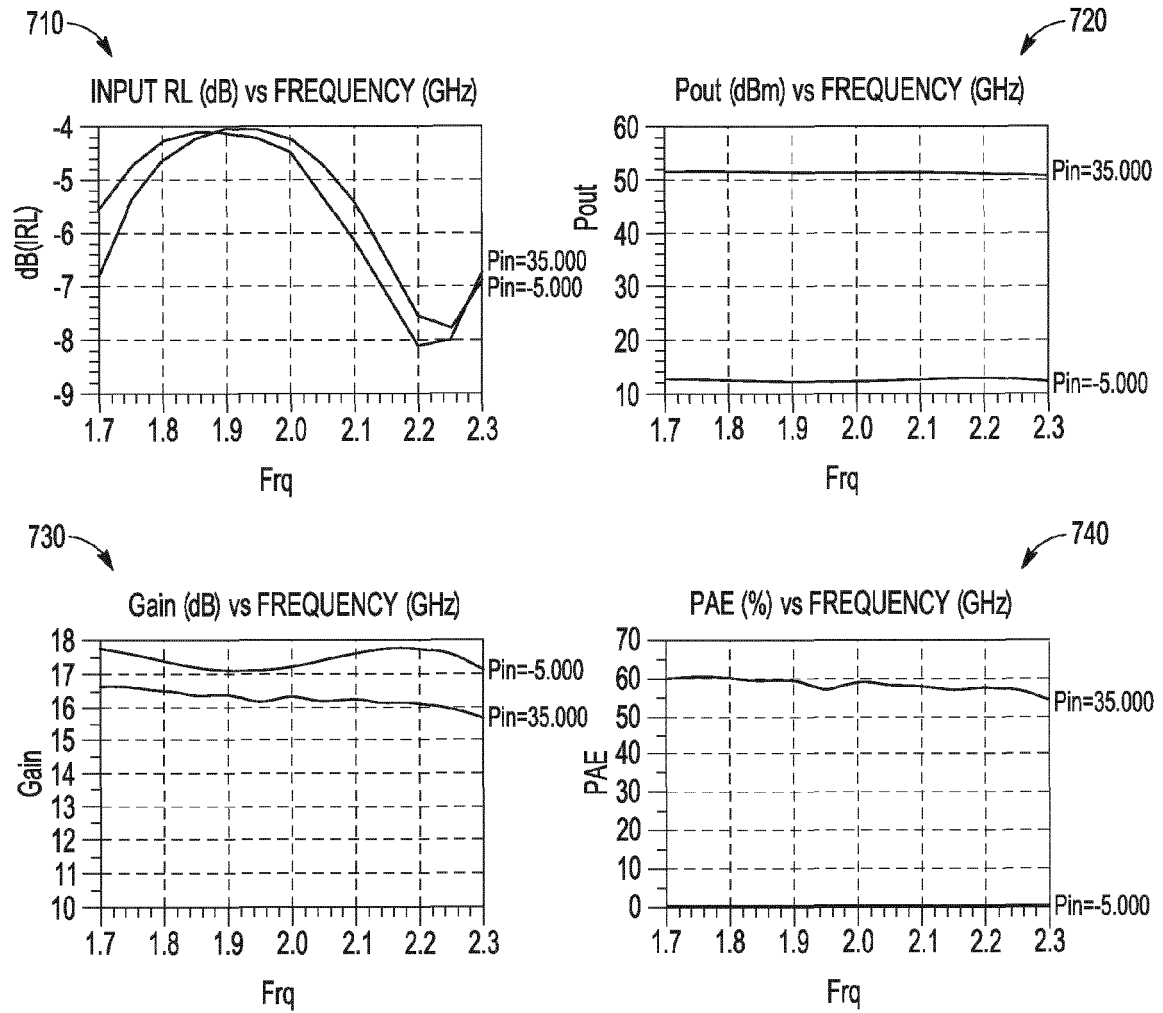 710
INPUT RL (dB) vs FREQUENCY (GHz)
-4
-5
-6
-7
-8
-9
dB(IRL)
Pin=35.000
Pin=-5.000
1.7 1.8 1.9 2.0 2.1 2.2 2.3
Frq
720
Pout (dBm) vs FREQUENCY (GHz)
60
50
40
30
20
10
Pout
Pin=35.000
Pin=-5.000
1.7 1.8 1.9 2.0 2.1 2.2 2.3
Frq
730
Gain (dB) vs FREQUENCY (GHz)
18
17
16
15
14
13
12
11
10
Gain
Pin=-5.000
Pin=35.000
1.7 1.8 1.9 2.0 2.1 2.2 2.3
Frq
740
PAE (%) vs FREQUENCY (GHz)
70
60
50
40
30
20
10
0
PAE
Pin=35.000
Pin=-5.000
1.7 1.8 1.9 2.0 2.1 2.2 2.3
Frq